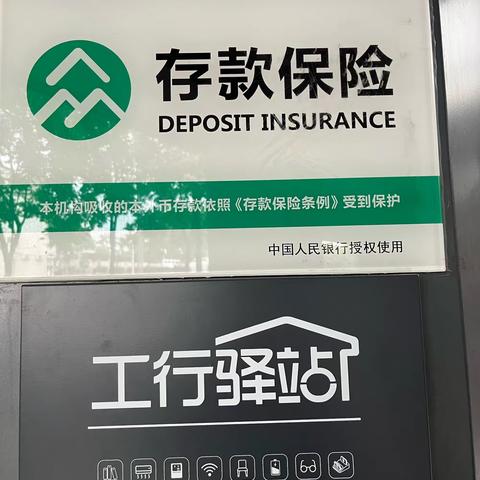 存款保险
DEPOSIT INSURANCE
本机构吸收的本外币存款依照《存款保险条例》受到保护
中国人民银行授权使用
工行驿站